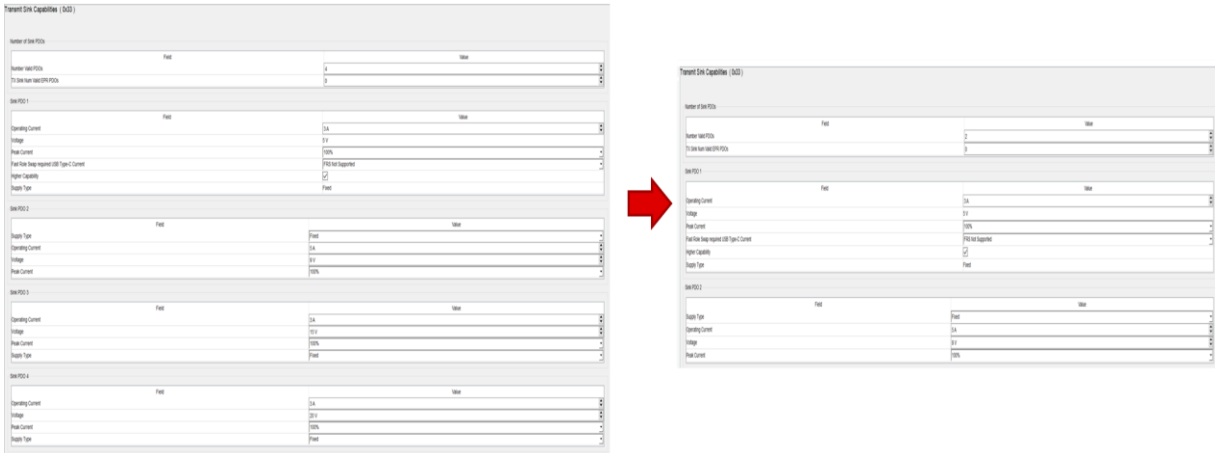 Transmit Sink Capabilities ( 0x33 )
Number of Sink PDOs
Field Value
Number Valid PDOs 4
TX Sink Num Valid EPR PDOs 0
Sink PDO 1
Field Value
Operating Current 3 A
Voltage 5 V
Peak Current 100%
Fast Role Swap required USB Type-C Current FRS Not Supported
Higher Capability
Supply Type Fixed
Sink PDO 2
Field Value
Supply Type Fixed
Operating Current 3 A
Voltage 9 V
Peak Current 100%
Sink PDO 3
Field Value
Operating Current 3 A
Voltage 15 V
Peak Current 100%
Supply Type Fixed
Sink PDO 4
Field Value
Operating Current 3 A
Voltage 20 V
Peak Current 100%
Supply Type Fixed
Transmit Sink Capabilities ( 0x33 )
Number of Sink PDOs
Field Value
Number Valid PDOs 2
TX Sink Num Valid EPR PDOs 0
Sink PDO 1
Field Value
Operating Current 3 A
Voltage 5 V
Peak Current 100%
Fast Role Swap required USB Type-C Current FRS Not Supported
Higher Capability
Supply Type Fixed
Sink PDO 2
Field Value
Supply Type Fixed
Operating Current
Voltage 9 V
Peak Current 100%